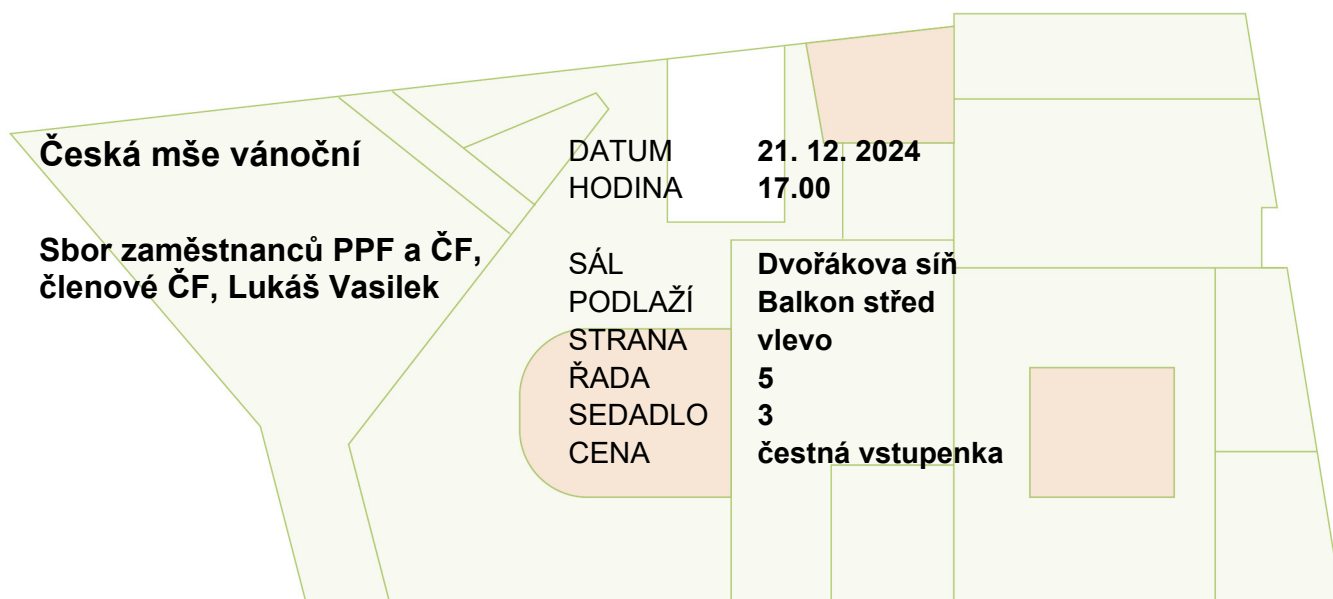 Česká mše vánoční
Sbor zaměstnanců PPF a ČF,
členové ČF, Lukáš Vasilek
DATUM 21. 12. 2024
HODINA 17.00
SÁL Dvořákova síň
PODLAŽÍ Balkon střed
STRANA vlevo
ŘADA 5
SEDADLO 3
CENA čestná vstupenka